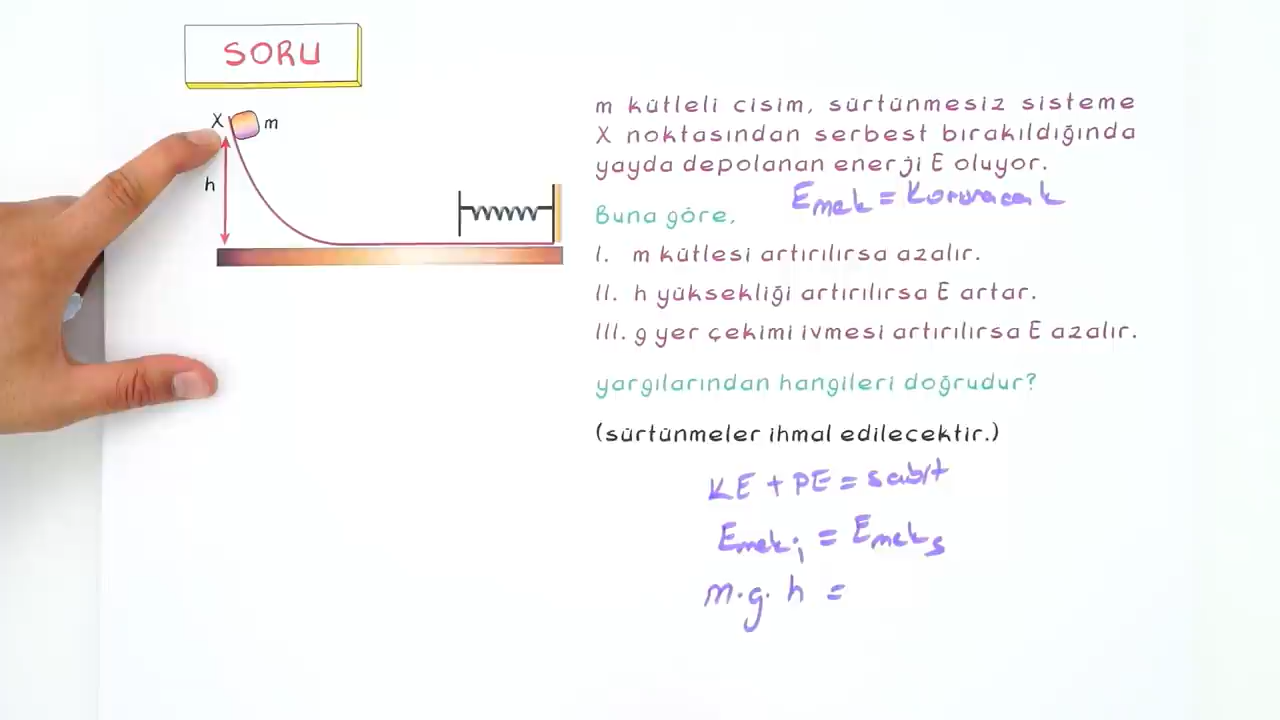 SORU
X
m
h
m kütleli cisim, sürtünmesiz sisteme
X noktasından serbest bırakıldığında
yayda depolanan enerji E oluyor.
Emek = Korunacak
Buna göre,
I. m kütlesi artırılırsa azalır.
II. h yüksekliği artırılırsa E artar.
III. g yer çekimi ivmesi artırılırsa E azalır.
yargılarından hangileri doğrudur?
(sürtünmeler ihmal edilecektir.)
KE + PE = sabit
Emek i = Emek s
m.g.h =